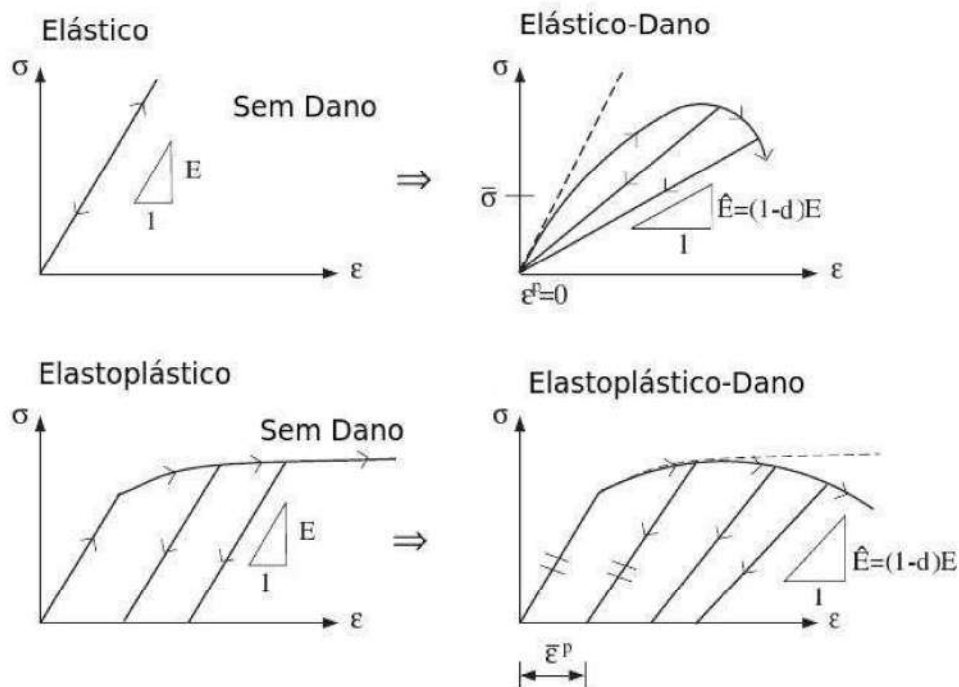 Elástico
σ
Sem Dano
E
1
ε
⇒
Elástico-Dano
σ
σ̅
Ê=(1-d)E
1
ε
εᵖ=0
Elastoplástico
σ
Sem Dano
E
1
ε
⇒
Elastoplástico-Dano
σ
Ê=(1-d)E
1
ε
ε̅ᵖ